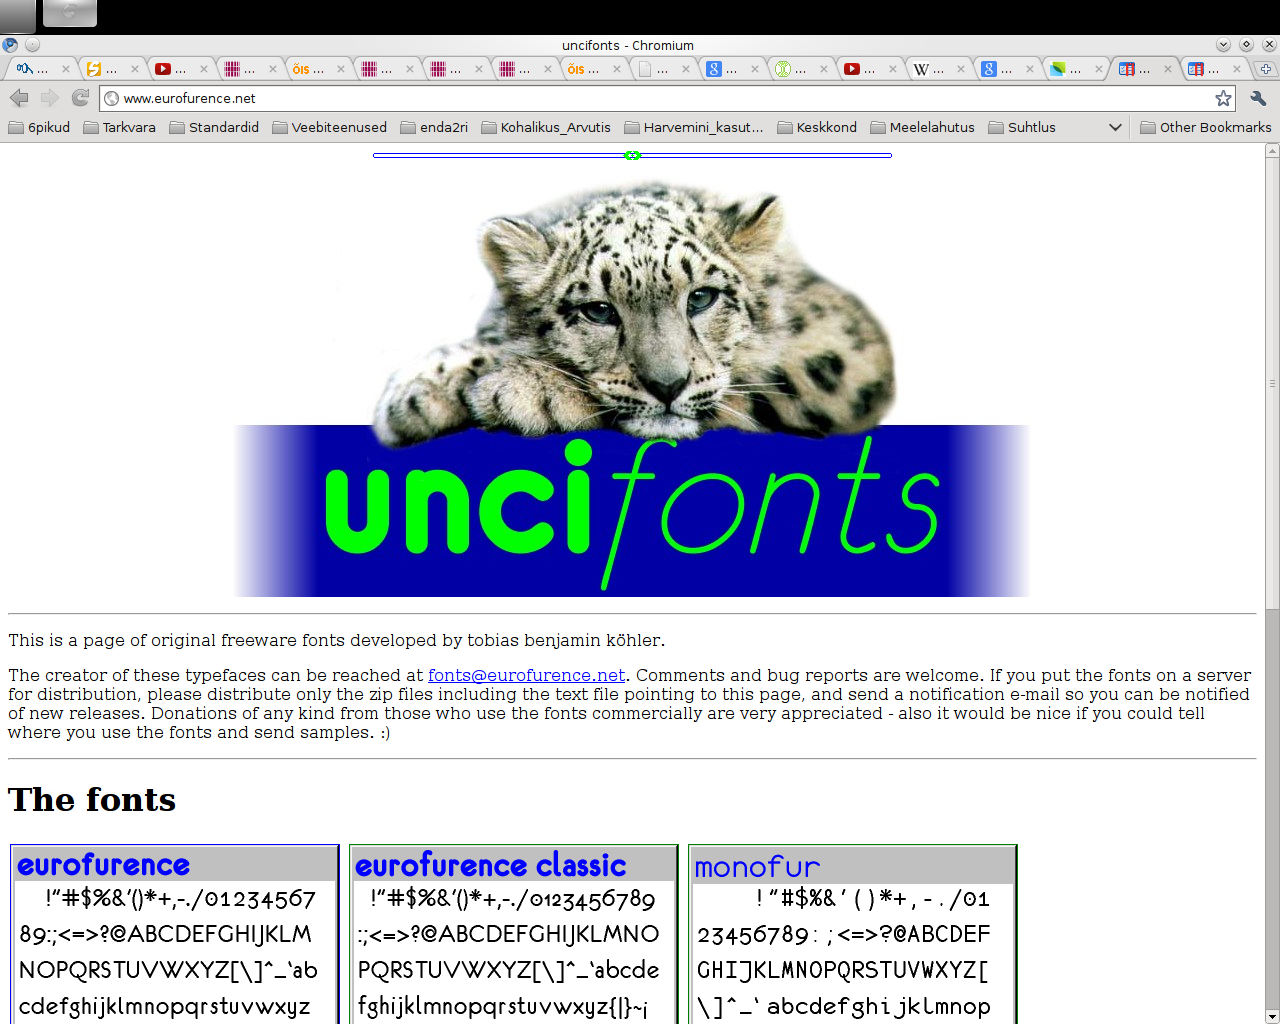 uncifonts - Chromium
... ... ... ... õis ... ... ... ... õis ... ... ... ... ... W ... ... ... ... ...
www.eurofurence.net
6pikud Tarkvara Standardid Veebiteenused enda2ri Kohalikus_Arvutis Harvemini_kasut... Keskkond Meelelahutus Suhtlus Other Bookmarks
uncifonts
This is a page of original freeware fonts developed by tobias benjamin köhler.
The creator of these typefaces can be reached at fonts@eurofurence.net. Comments and bug reports are welcome. If you put the fonts on a server
for distribution, please distribute only the zip files including the text file pointing to this page, and send a notification e-mail so you can be notified
of new releases. Donations of any kind from those who use the fonts commercially are very appreciated - also it would be nice if you could tell
where you use the fonts and send samples. :)
The fonts
eurofurence
!"#$%&'()*+,-./01234567
89:;<=>?@ABCDEFGHIJKLM
NOPQRSTUVWXYZ[\]^_`ab
cdefghijklmnopqrstuvwxyz
eurofurence classic
!"#$%&'()*+,-./0123456789
:;<=>?@ABCDEFGHIJKLMNO
PQRSTUVWXYZ[\]^_`abcde
fghijklmnopqrstuvwxyz{|}~¡
monofur
!"#$%&'()*+,-./01
23456789:;<=>?@ABCDEF
GHIJKLMNOPQRSTUVWXYZ[
\]^_`abcdefghijklmnop